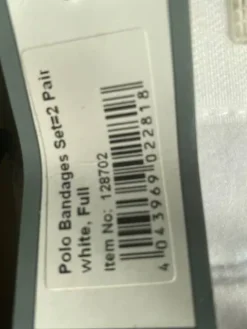 Polo Bandages Set=2 Pair
white, Full
Item No: 128702
4 043969 022818